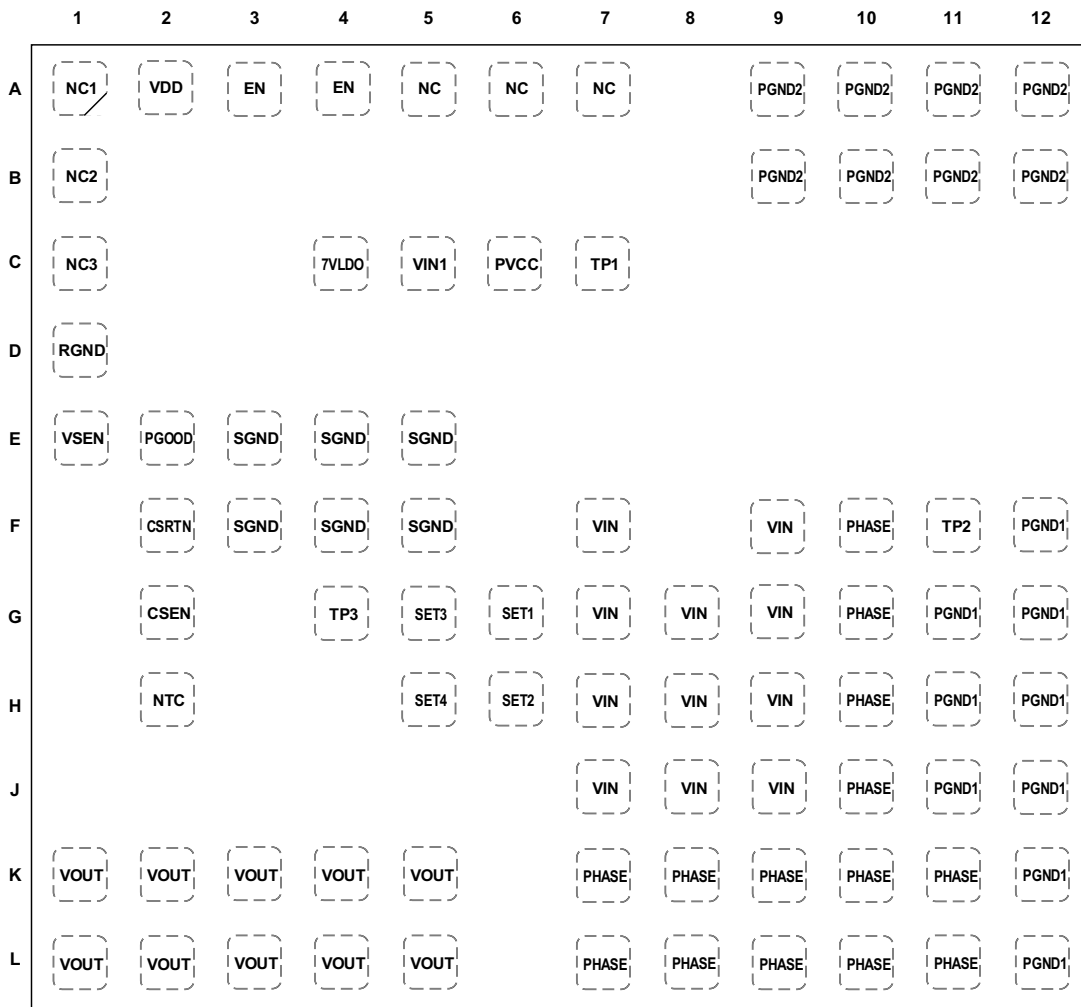 1 2 3 4 5 6 7 8 9 10 11 12
A NC1 VDD EN EN NC NC NC PGND2 PGND2 PGND2 PGND2
B NC2 PGND2 PGND2 PGND2 PGND2
C NC3 7VLDO VIN1 PVCC TP1
D RGND
E VSEN PGOOD SGND SGND SGND
F CSRTN SGND SGND SGND VIN VIN PHASE TP2 PGND1
G CSEN TP3 SET3 SET1 VIN VIN VIN PHASE PGND1 PGND1
H NTC SET4 SET2 VIN VIN VIN PHASE PGND1 PGND1
J VIN VIN VIN PHASE PGND1 PGND1
K VOUT VOUT VOUT VOUT VOUT PHASE PHASE PHASE PHASE PHASE PGND1
L VOUT VOUT VOUT VOUT VOUT PHASE PHASE PHASE PHASE PHASE PGND1